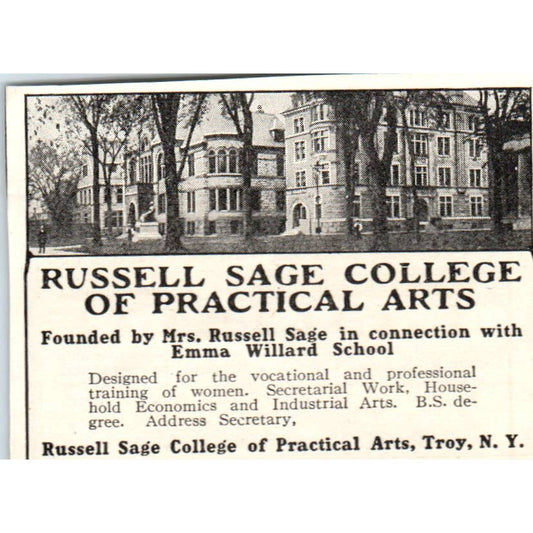 RUSSELL SAGE COLLEGE
OF PRACTICAL ARTS
Founded by Mrs. Russell Sage in connection with
Emma Willard School
Designed for the vocational and professional
training of women. Secretarial Work, House-
hold Economics and Industrial Arts. B.S. de-
gree. Address Secretary,
Russell Sage College of Practical Arts, Troy, N. Y.